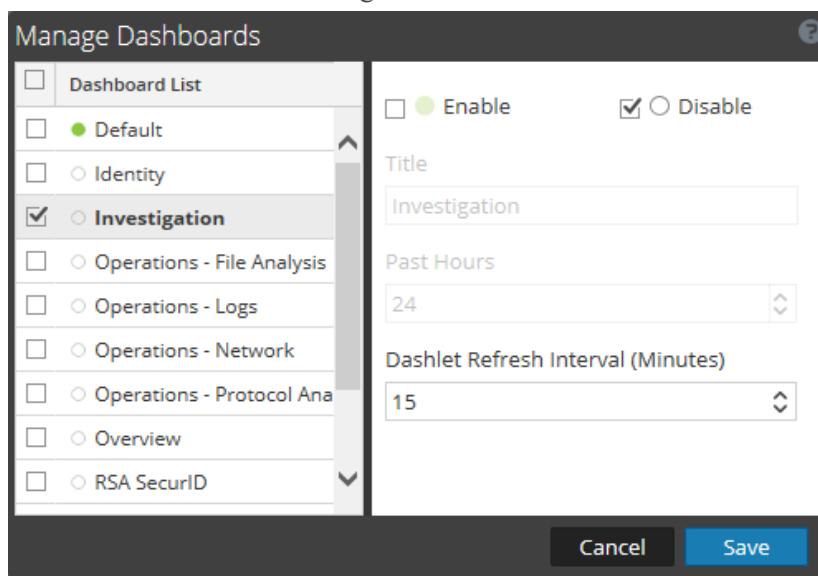 Manage Dashboards
Dashboard List
Default
Identity
Investigation
Operations - File Analysis
Operations - Logs
Operations - Network
Operations - Protocol Ana
Overview
RSA SecurID
Enable
Disable
Title
Investigation
Past Hours
24
Dashlet Refresh Interval (Minutes)
15
Cancel
Save